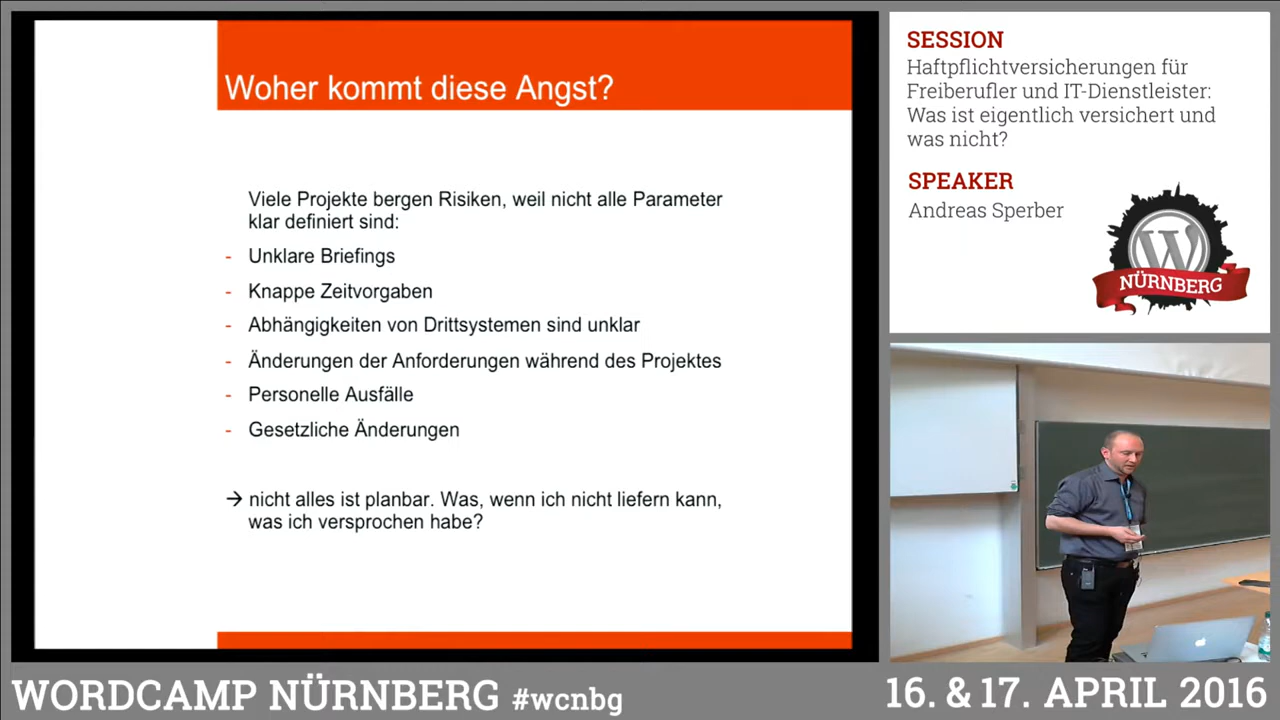 Woher kommt diese Angst?
Viele Projekte bergen Risiken, weil nicht alle Parameter
klar definiert sind:
- Unklare Briefings
- Knappe Zeitvorgaben
- Abhängigkeiten von Drittsystemen sind unklar
- Änderungen der Anforderungen während des Projektes
- Personelle Ausfälle
- Gesetzliche Änderungen
→ nicht alles ist planbar. Was, wenn ich nicht liefern kann,
was ich versprochen habe?
SESSION
Haftpflichtversicherungen für
Freiberufler und IT-Dienstleister:
Was ist eigentlich versichert und
was nicht?
SPEAKER
Andreas Sperber
W
NÜRNBERG
WORDCAMP NÜRNBERG #wcnbg
16. & 17. APRIL 2016